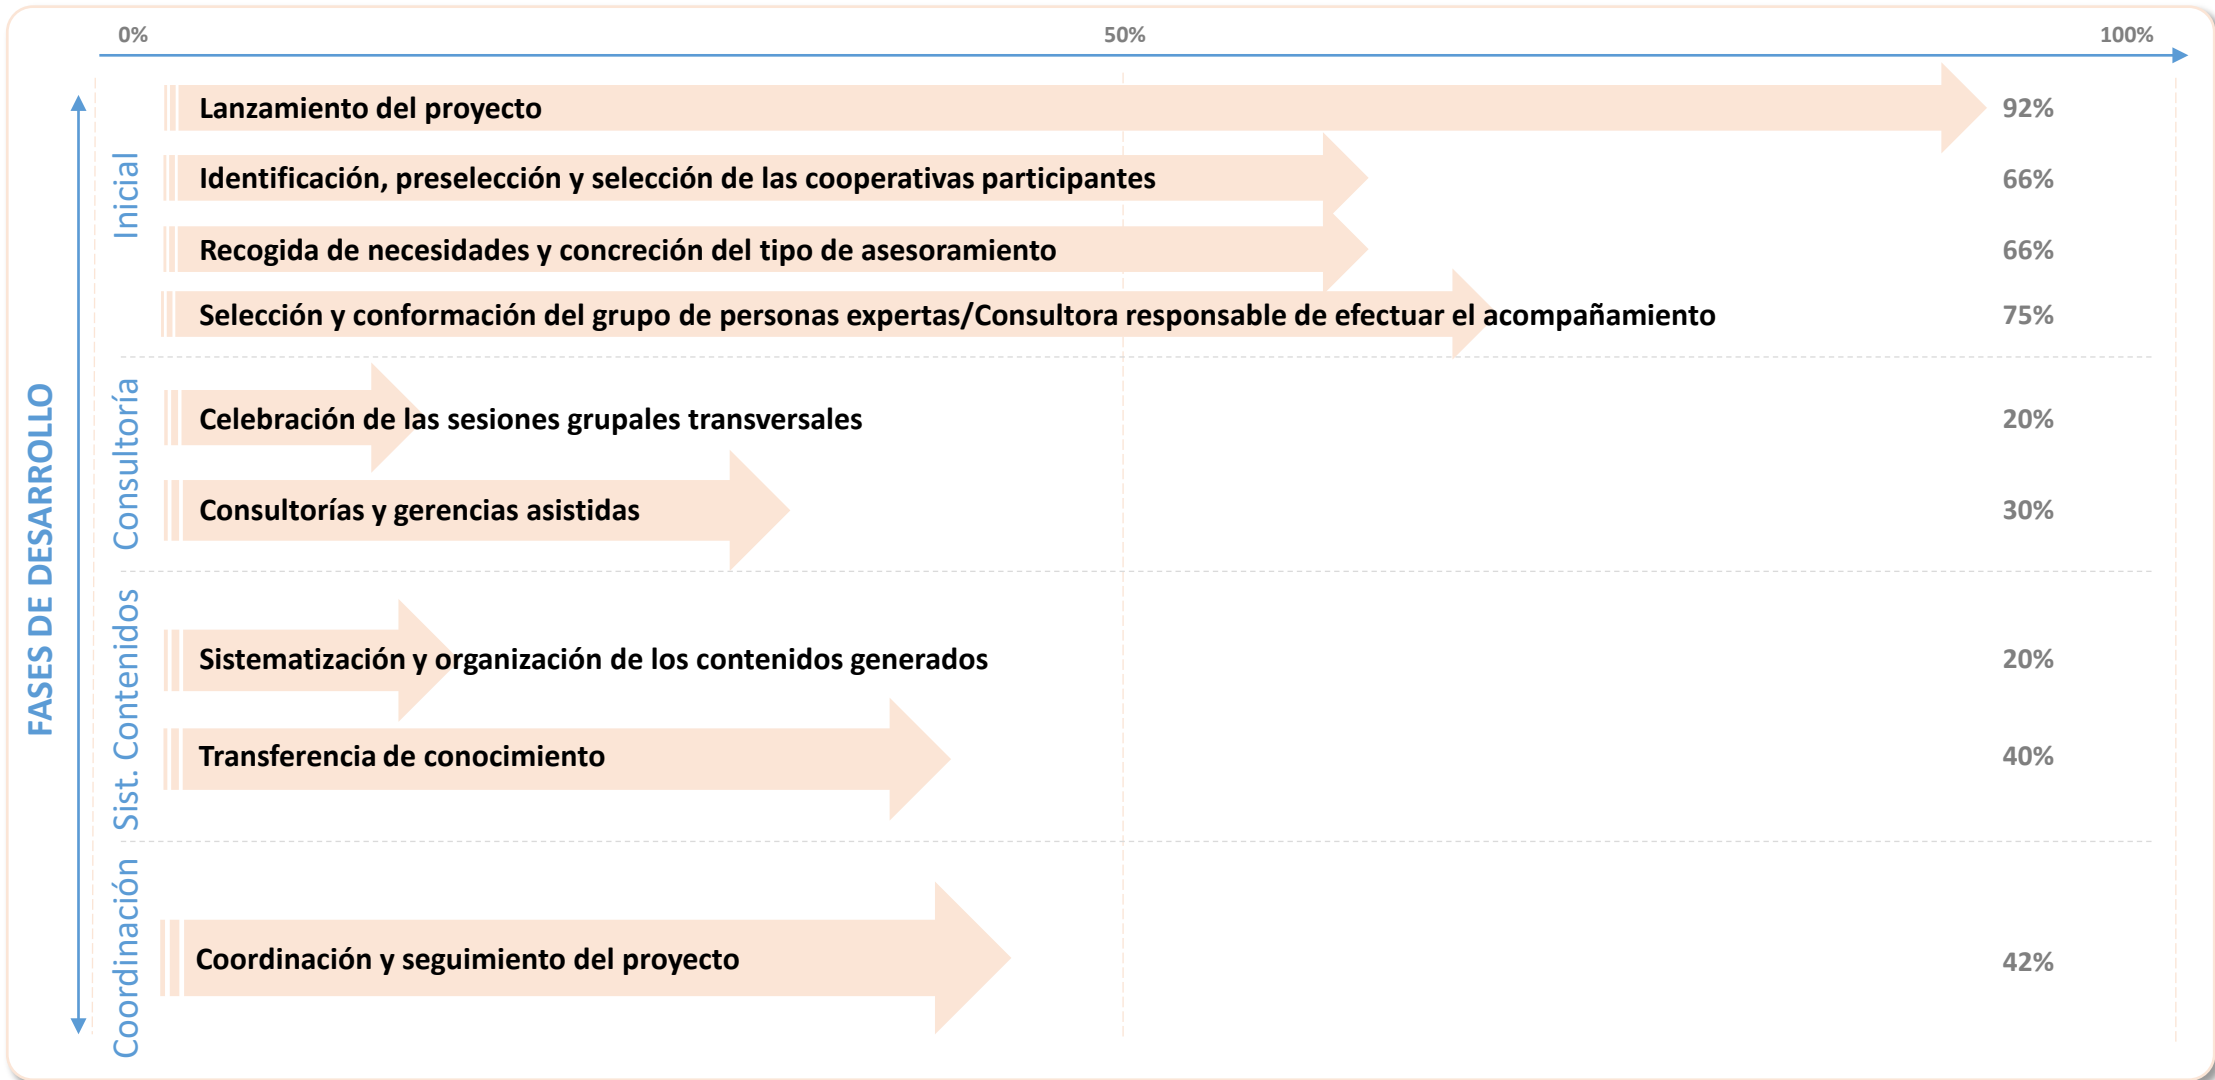 0% 50% 100%
FASES DE DESARROLLO
Inicial
Lanzamiento del proyecto 92%
Identificación, preselección y selección de las cooperativas participantes 66%
Recogida de necesidades y concreción del tipo de asesoramiento 66%
Selección y conformación del grupo de personas expertas/Consultora responsable de efectuar el acompañamiento 75%
Consultoría
Celebración de las sesiones grupales transversales 20%
Consultorías y gerencias asistidas 30%
Sist. Contenidos
Sistematización y organización de los contenidos generados 20%
Transferencia de conocimiento 40%
Coordinación
Coordinación y seguimiento del proyecto 42%